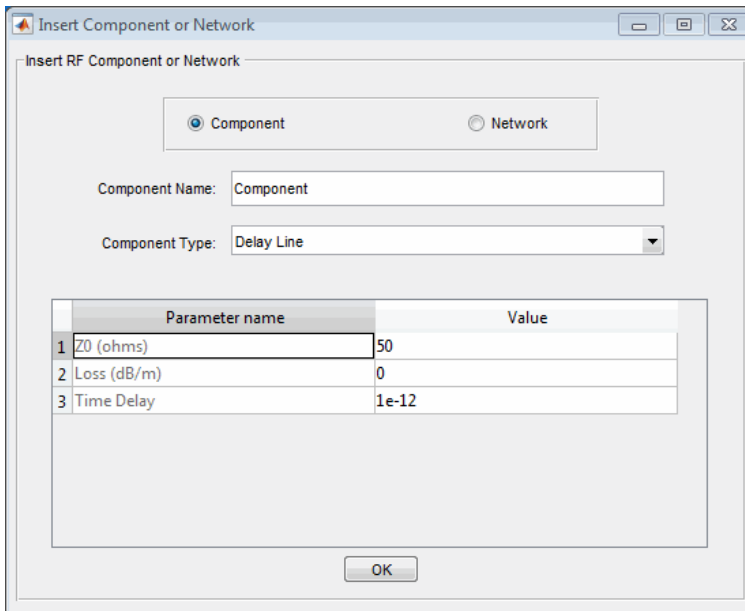 Insert Component or Network
Insert RF Component or Network
Component Network
Component Name: Component
Component Type: Delay Line
Parameter name Value
1 Z0 (ohms) 50
2 Loss (dB/m) 0
3 Time Delay 1e-12
OK